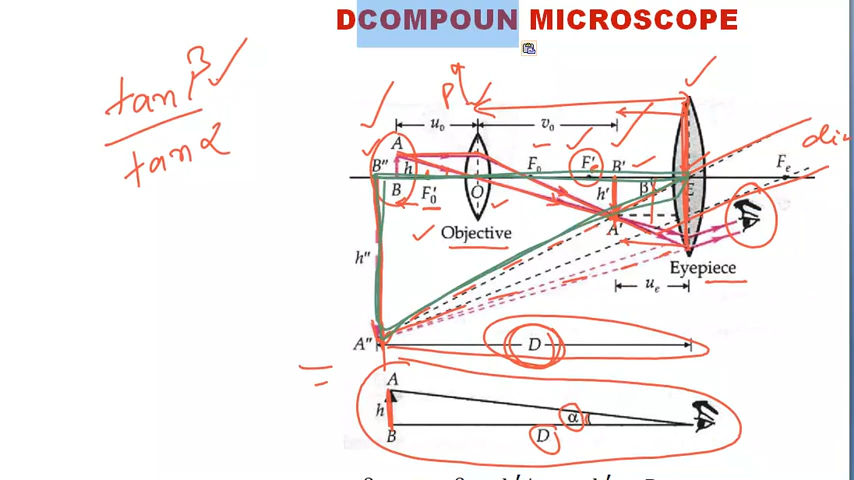 DCOMPOUN MICROSCOPE
tan β
tan α
u₀ v₀
A
B" h F₀ F'ₑ B' Fₑ
B F'₀ O h' β E
A'
Objective
h" Eyepiece
uₑ
A" D
=
A
h α
B D